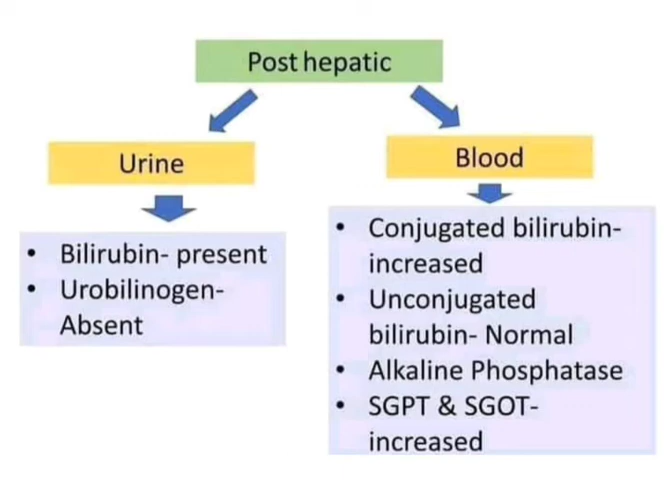 Post hepatic
Urine
• Bilirubin- present
• Urobilinogen-
Absent
Blood
• Conjugated bilirubin-
increased
• Unconjugated
bilirubin- Normal
• Alkaline Phosphatase
• SGPT & SGOT-
increased